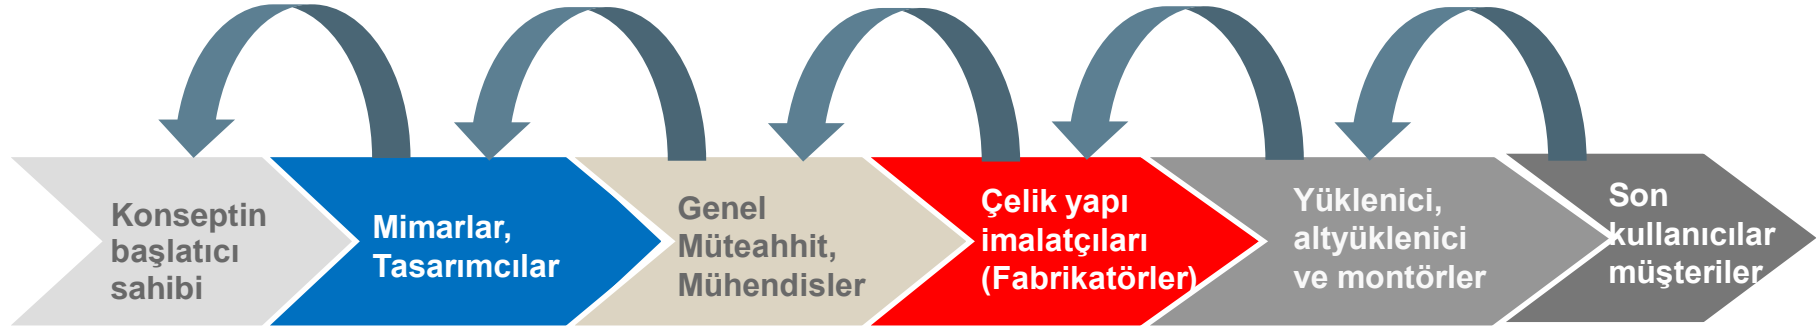 Konseptin
başlatıcı
sahibi
Mimarlar,
Tasarımcılar
Genel
Müteahhit,
Mühendisler
Çelik yapı
imalatçıları
(Fabrikatörler)
Yüklenici,
altyüklenici
ve montörler
Son
kullanıcılar
müşteriler